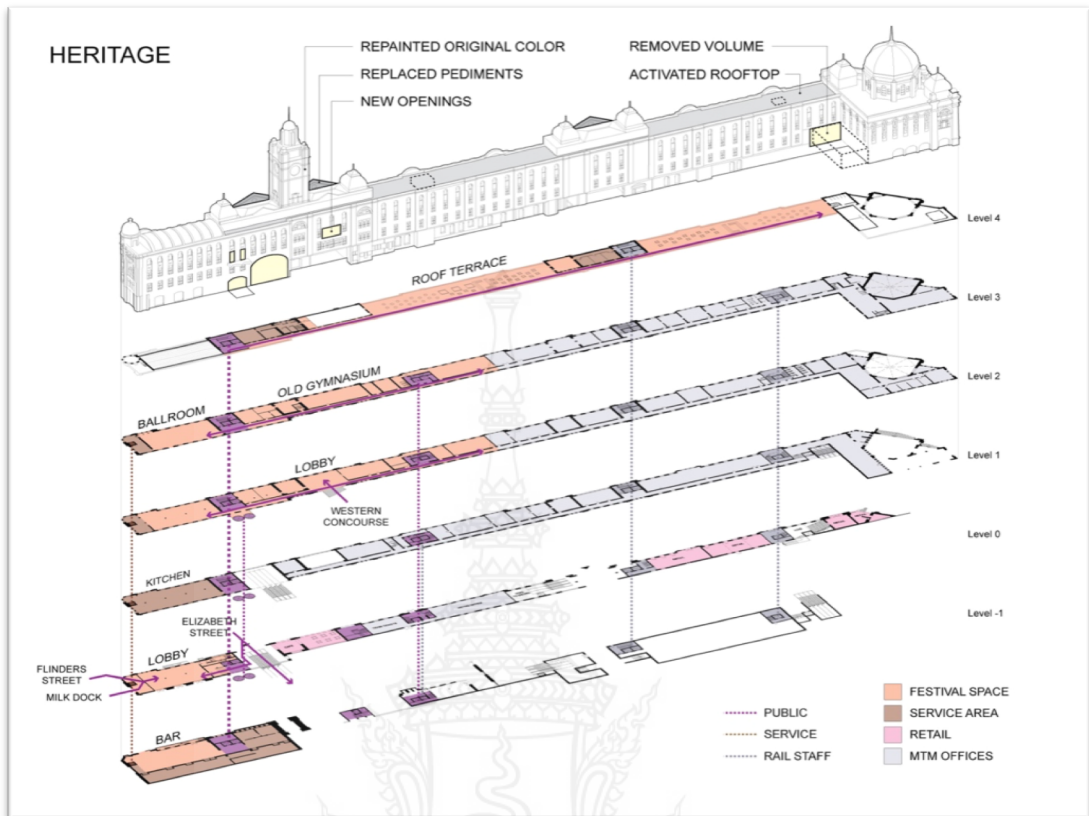 HERITAGE
REPAINTED ORIGINAL COLOR
REPLACED PEDIMENTS
NEW OPENINGS
REMOVED VOLUME
ACTIVATED ROOFTOP
Level 4
ROOF TERRACE
Level 3
OLD GYMNASIUM
BALLROOM
Level 2
LOBBY
WESTERN
CONCOURSE
Level 1
KITCHEN
Level 0
ELIZABETH
STREET
LOBBY
FLINDERS
STREET
MILK DOCK
Level -1
BAR
PUBLIC
SERVICE
RAIL STAFF
FESTIVAL SPACE
SERVICE AREA
RETAIL
MTM OFFICES